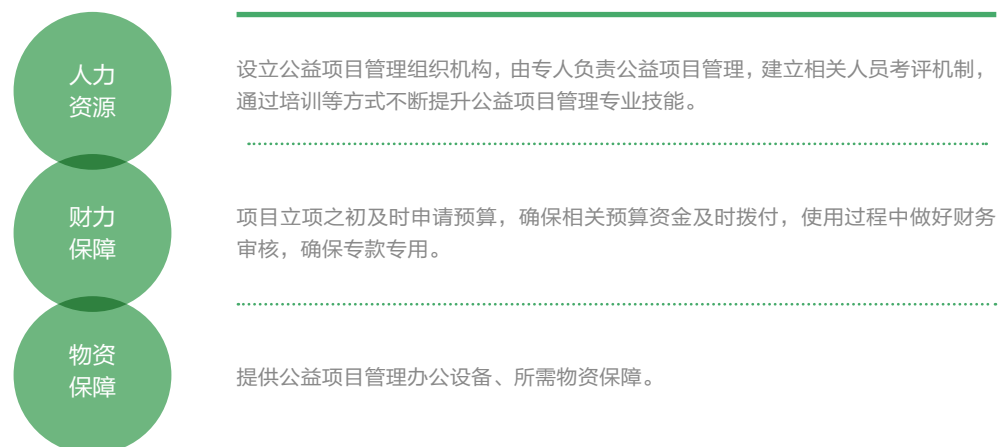 人力
资源
设立公益项目管理组织机构，由专人负责公益项目管理，建立相关人员考评机制，
通过培训等方式不断提升公益项目管理专业技能。
财力
保障
项目立项之初及时申请预算，确保相关预算资金及时拨付，使用过程中做好财务
审核，确保专款专用。
物资
保障
提供公益项目管理办公设备、所需物资保障。